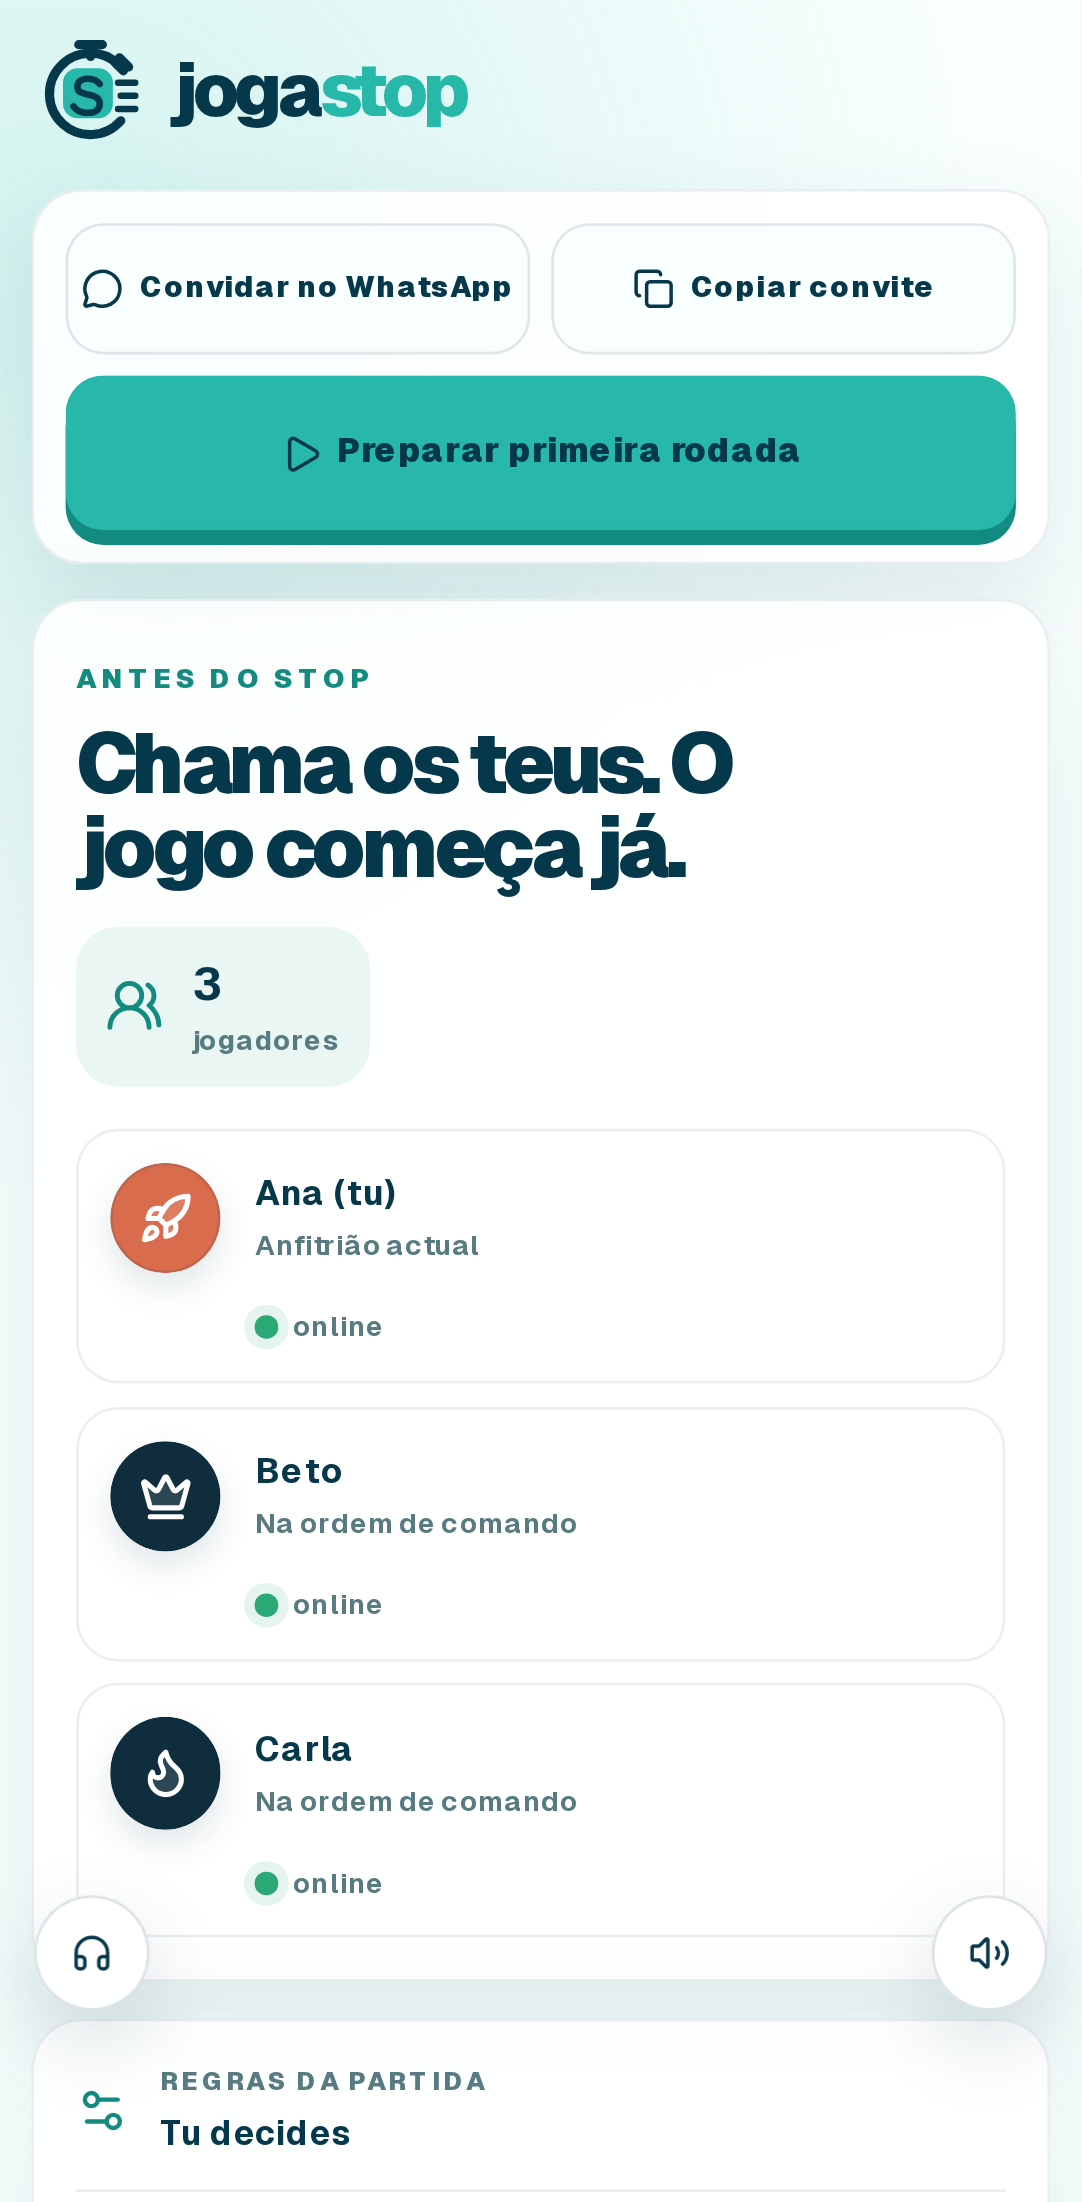 jogastop
Convidar no WhatsApp
Copiar convite
Preparar primeira rodada
ANTES DO STOP
Chama os teus. O
jogo começa já.
3
jogadores
Ana (tu)
Anfitrião actual
online
Beto
Na ordem de comando
online
Carla
Na ordem de comando
online
REGRAS DA PARTIDA
Tu decides